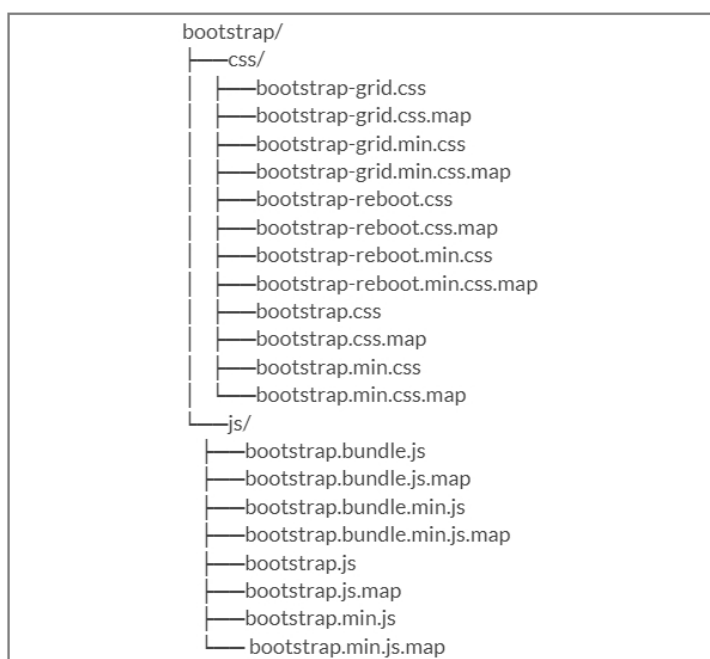 bootstrap/
├──css/
│ ├──bootstrap-grid.css
│ ├──bootstrap-grid.css.map
│ ├──bootstrap-grid.min.css
│ ├──bootstrap-grid.min.css.map
│ ├──bootstrap-reboot.css
│ ├──bootstrap-reboot.css.map
│ ├──bootstrap-reboot.min.css
│ ├──bootstrap-reboot.min.css.map
│ ├──bootstrap.css
│ ├──bootstrap.css.map
│ ├──bootstrap.min.css
│ └──bootstrap.min.css.map
└──js/
├──bootstrap.bundle.js
├──bootstrap.bundle.js.map
├──bootstrap.bundle.min.js
├──bootstrap.bundle.min.js.map
├──bootstrap.js
├──bootstrap.js.map
├──bootstrap.min.js
└── bootstrap.min.js.map